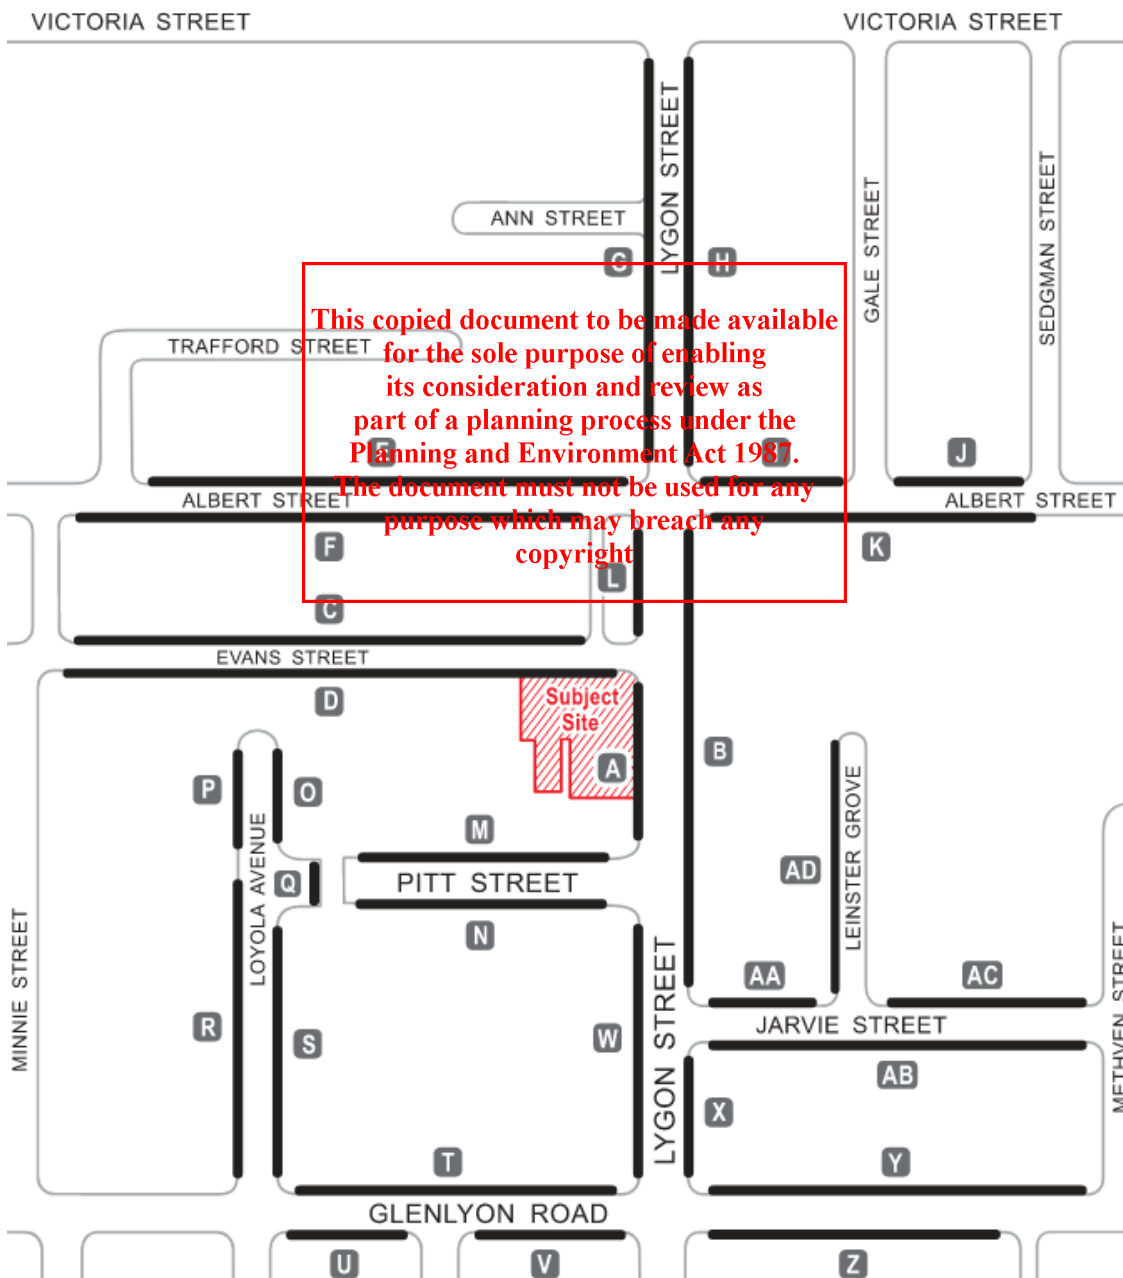 VICTORIA STREET
VICTORIA STREET
LYGON STREET
ANN STREET
GALE STREET
SEDGMAN STREET
G
H
This copied document to be made available
for the sole purpose of enabling
its consideration and review as
part of a planning process under the
Planning and Environment Act 1987.
The document must not be used for any
purpose which may breach any
copyright
TRAFFORD STREET
E
J
ALBERT STREET
ALBERT STREET
F
K
L
C
EVANS STREET
D
Subject
Site
A
B
P
O
M
LOYOLA AVENUE
LEINSTER GROVE
AD
Q
PITT STREET
N
MINNIE STREET
METHVEN STREET
AA
AC
R
S
W
LYGON STREET
JARVIE STREET
AB
X
T
Y
GLENLYON ROAD
U
V
Z